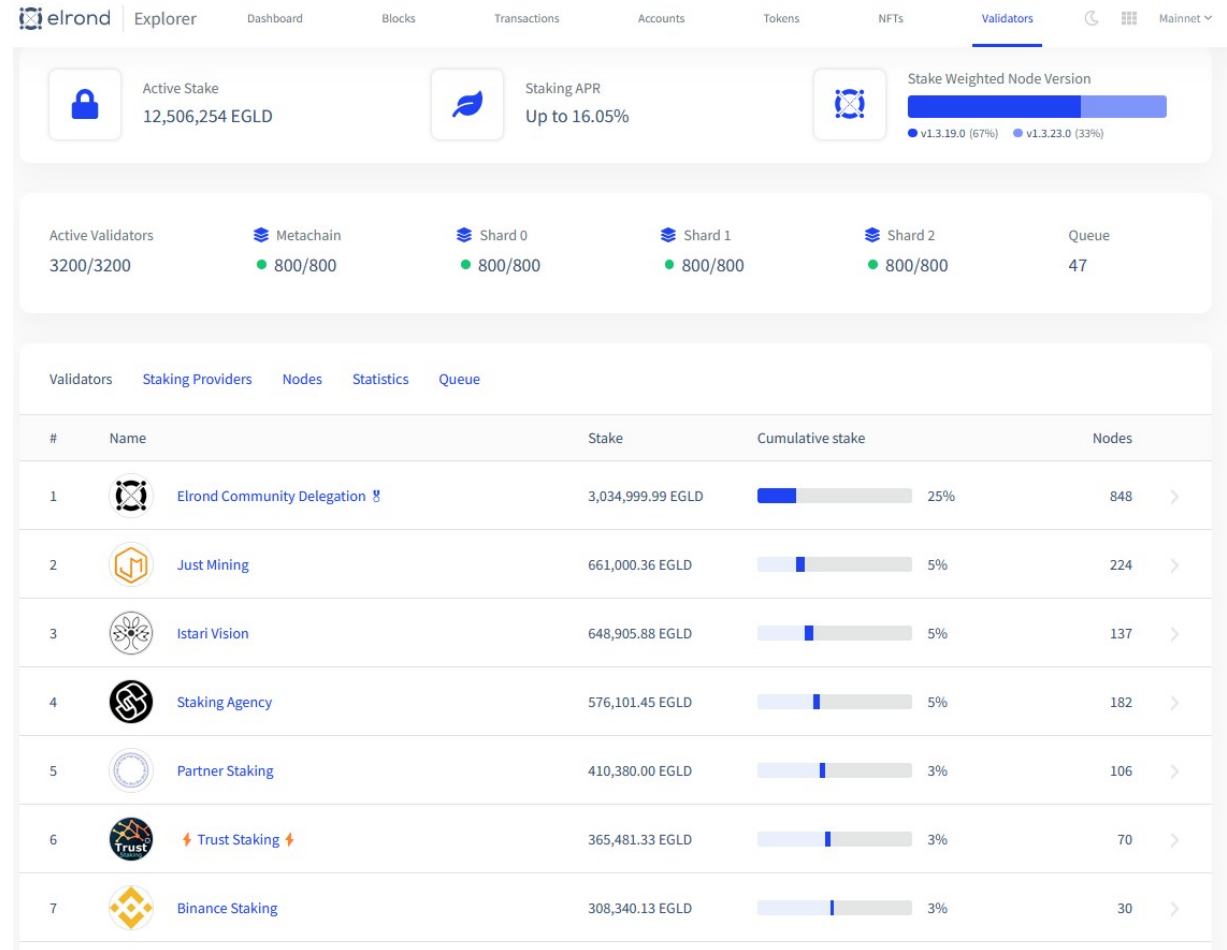 elrond Explorer Dashboard Blocks Transactions Accounts Tokens NFTs Validators Mainnet
Active Stake
12,506,254 EGLD
Staking APR
Up to 16.05%
Stake Weighted Node Version
v1.3.19.0 (67%) v1.3.23.0 (33%)
Active Validators Metachain Shard 0 Shard 1 Shard 2 Queue
3200/3200 800/800 800/800 800/800 800/800 47
Validators Staking Providers Nodes Statistics Queue
# Name Stake Cumulative stake Nodes
1 Elrond Community Delegation 3,034,999.99 EGLD 25% 848
2 JM Just Mining 661,000.36 EGLD 5% 224
3 Istari Vision 648,905.88 EGLD 5% 137
4 Staking Agency 576,101.45 EGLD 5% 182
5 Partner Staking 410,380.00 EGLD 3% 106
6 Trust Staking Trust Staking 365,481.33 EGLD 3% 70
7 Binance Staking 308,340.13 EGLD 3% 30